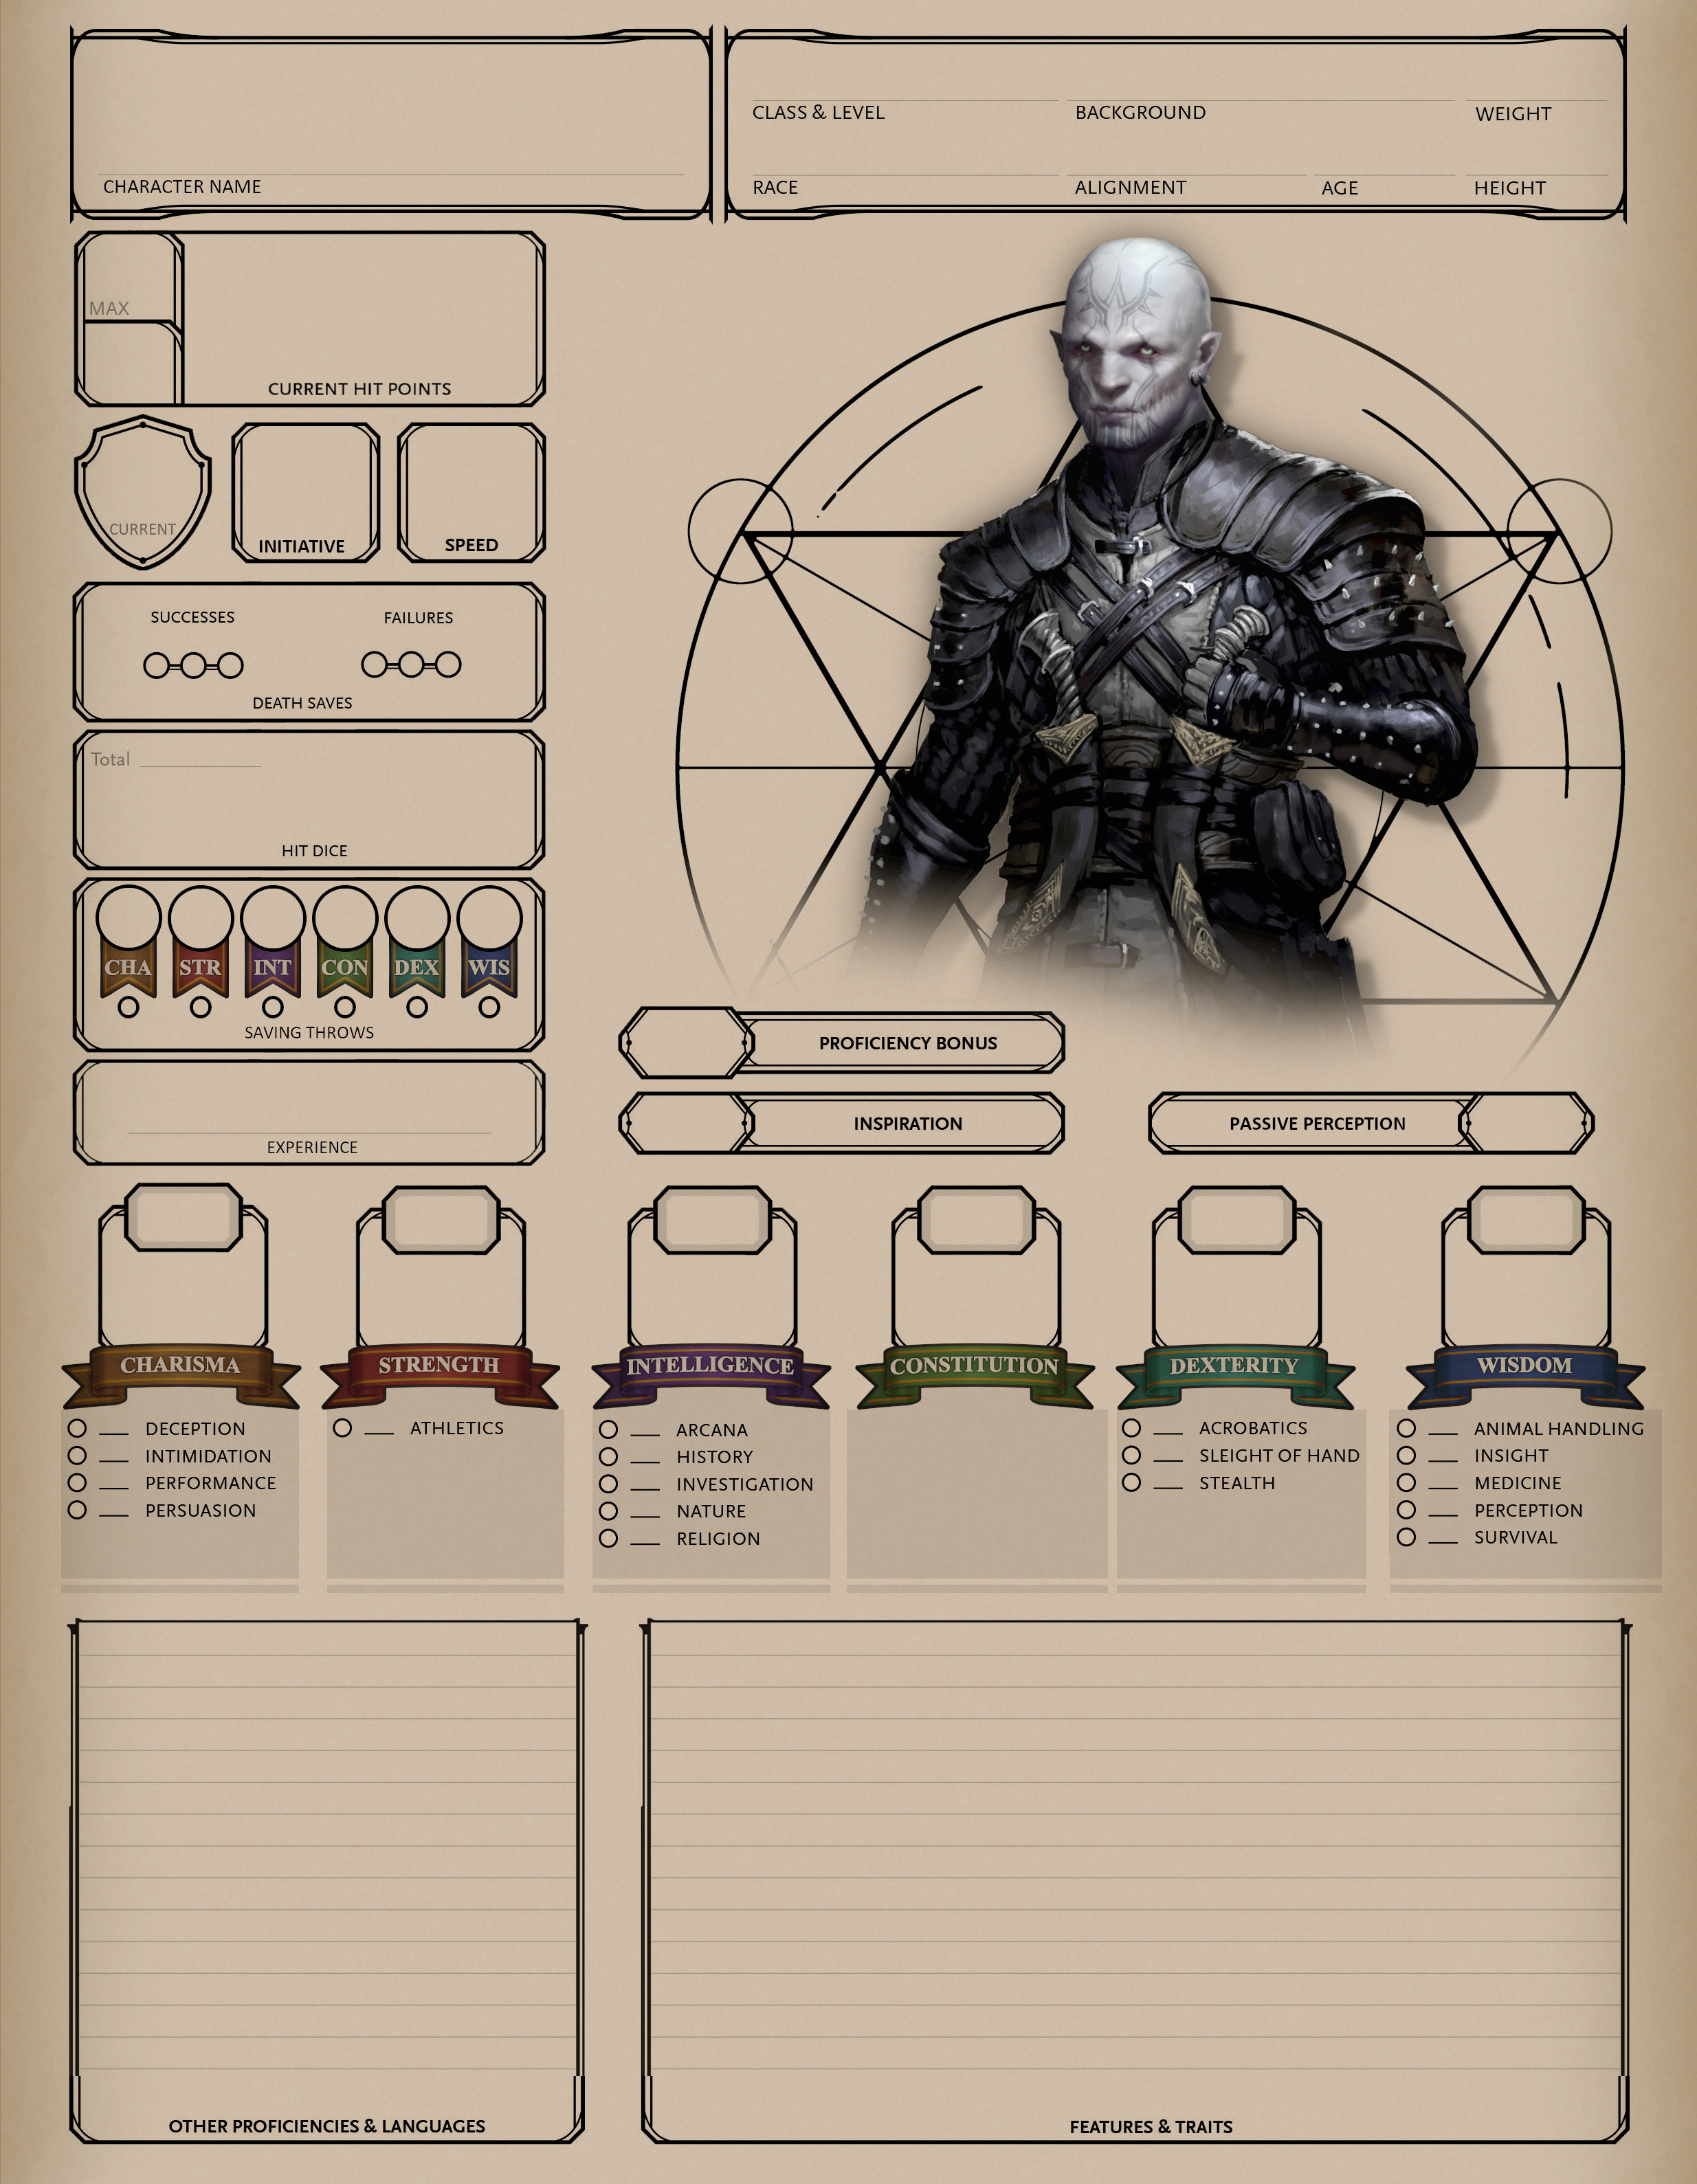 CHARACTER NAME
CLASS & LEVEL
BACKGROUND
WEIGHT
RACE
ALIGNMENT
AGE
HEIGHT
MAX
CURRENT HIT POINTS
CURRENT
INITIATIVE
SPEED
SUCCESSES
FAILURES
DEATH SAVES
Total
HIT DICE
CHA
STR
INT
CON
DEX
WIS
SAVING THROWS
EXPERIENCE
PROFICIENCY BONUS
INSPIRATION
PASSIVE PERCEPTION
CHARISMA
DECEPTION
INTIMIDATION
PERFORMANCE
PERSUASION
STRENGTH
ATHLETICS
INTELLIGENCE
ARCANA
HISTORY
INVESTIGATION
NATURE
RELIGION
CONSTITUTION
DEXTERITY
ACROBATICS
SLEIGHT OF HAND
STEALTH
WISDOM
ANIMAL HANDLING
INSIGHT
MEDICINE
PERCEPTION
SURVIVAL
OTHER PROFICIENCIES & LANGUAGES
FEATURES & TRAITS